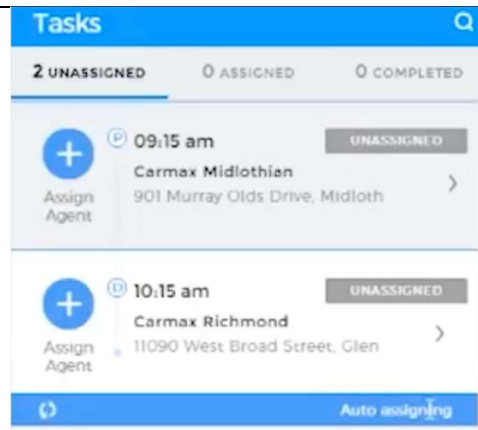 Tasks
2 UNASSIGNED 0 ASSIGNED 0 COMPLETED
P 09:15 am UNASSIGNED
Carmax Midlothian
901 Murray Olds Drive, Midloth
Assign
Agent
D 10:15 am UNASSIGNED
Carmax Richmond
11090 West Broad Street, Glen
Assign
Agent
Auto assigning